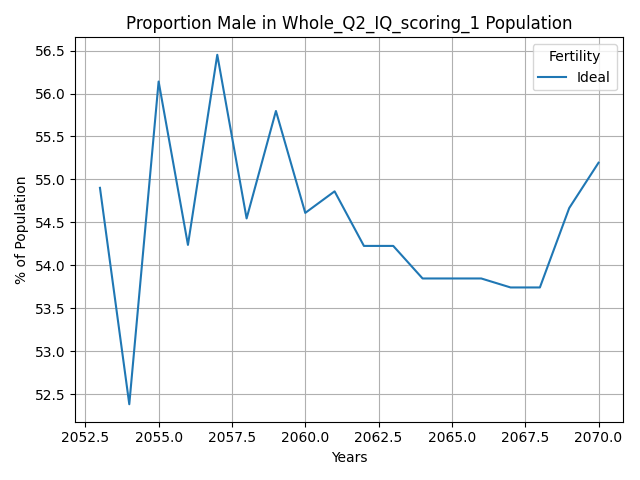 Proportion Male in Whole_Q2_IQ_scoring_1 Population
Fertility
Ideal
56.5
56.0
55.5
55.0
54.5
54.0
53.5
53.0
52.5
% of Population
2052.5 2055.0 2057.5 2060.0 2062.5 2065.0 2067.5 2070.0
Years